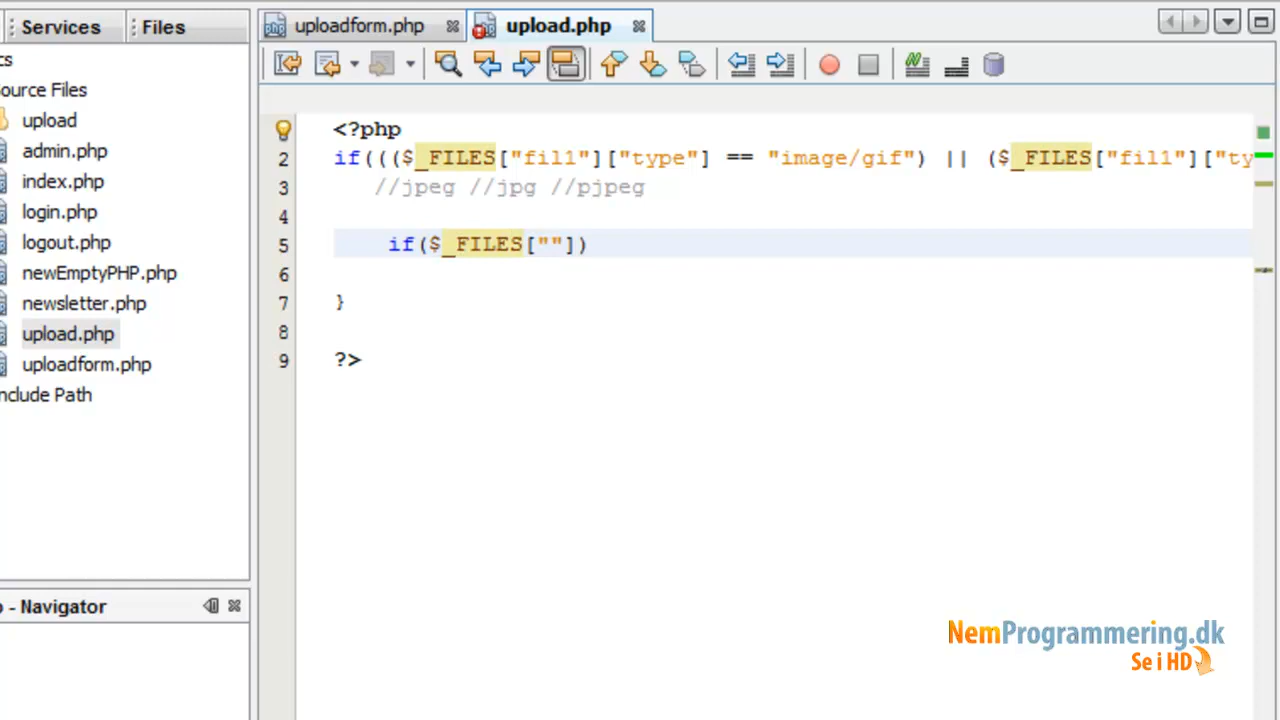 Services
Files
uploadform.php
upload.php
cs
ource Files
upload
admin.php
index.php
login.php
logout.php
newEmptyPHP.php
newsletter.php
upload.php
uploadform.php
nclude Path
- Navigator
<?php
2 if((($_FILES["fil1"]["type"] == "image/gif") || ($_FILES["fil1"]["ty
3 //jpeg //jpg //pjpeg
4
5 if($_FILES[""])
6
7 }
8
9 ?>
NemProgrammering.dk
Se i HD